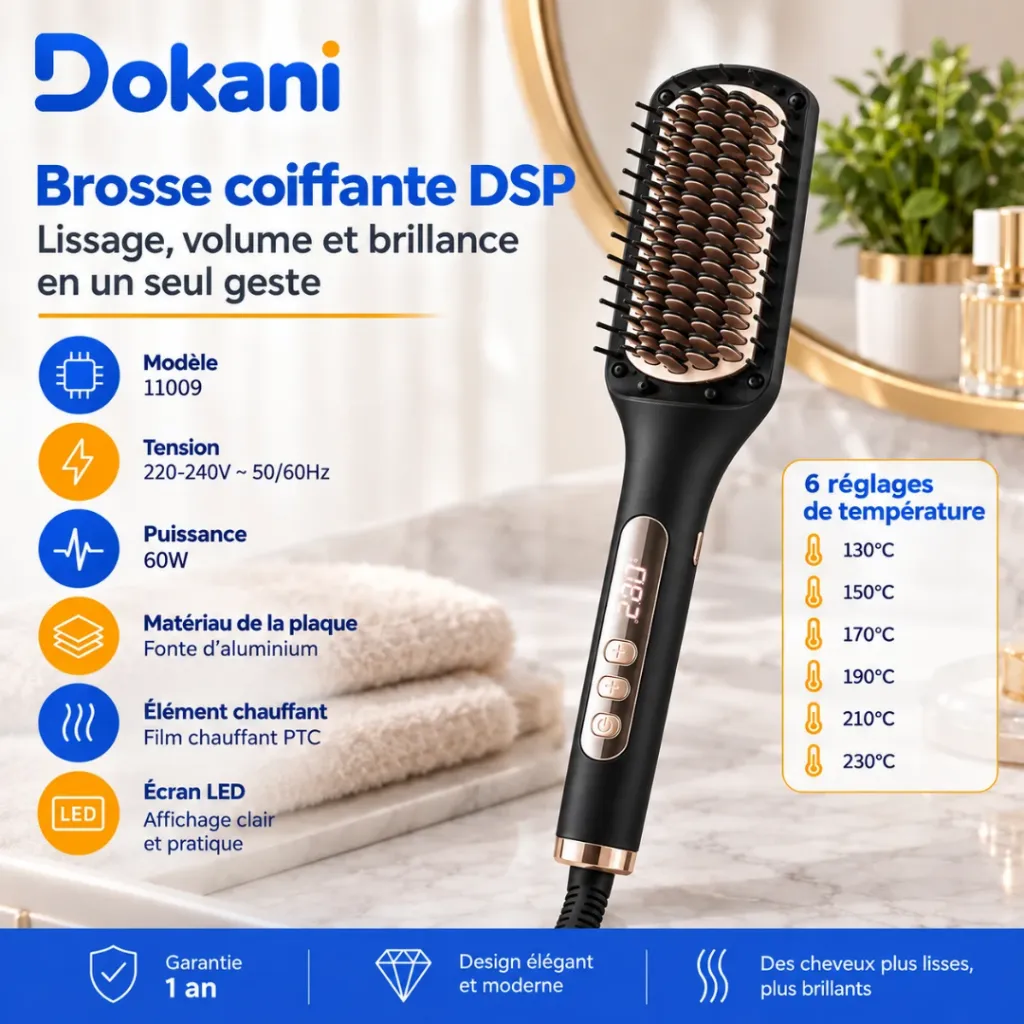 Dokani
Brosse coiffante DSP
Lissage, volume et brillance
en un seul geste
Modèle
11009
Tension
220-240V ~ 50/60Hz
Puissance
60W
Matériau de la plaque
Fonte d'aluminium
Élément chauffant
Film chauffant PTC
LED
Écran LED
Affichage clair
et pratique
6 réglages
de température
130°C
150°C
170°C
190°C
210°C
230°C
Garantie
1 an
Design élégant
et moderne
Des cheveux plus lisses,
plus brillants